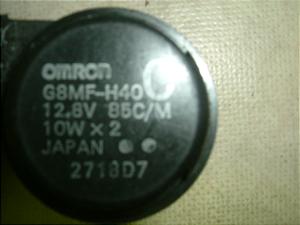 OMRON
G8MF-H40
12.8V 85C/M
10W × 2
JAPAN
2718D7